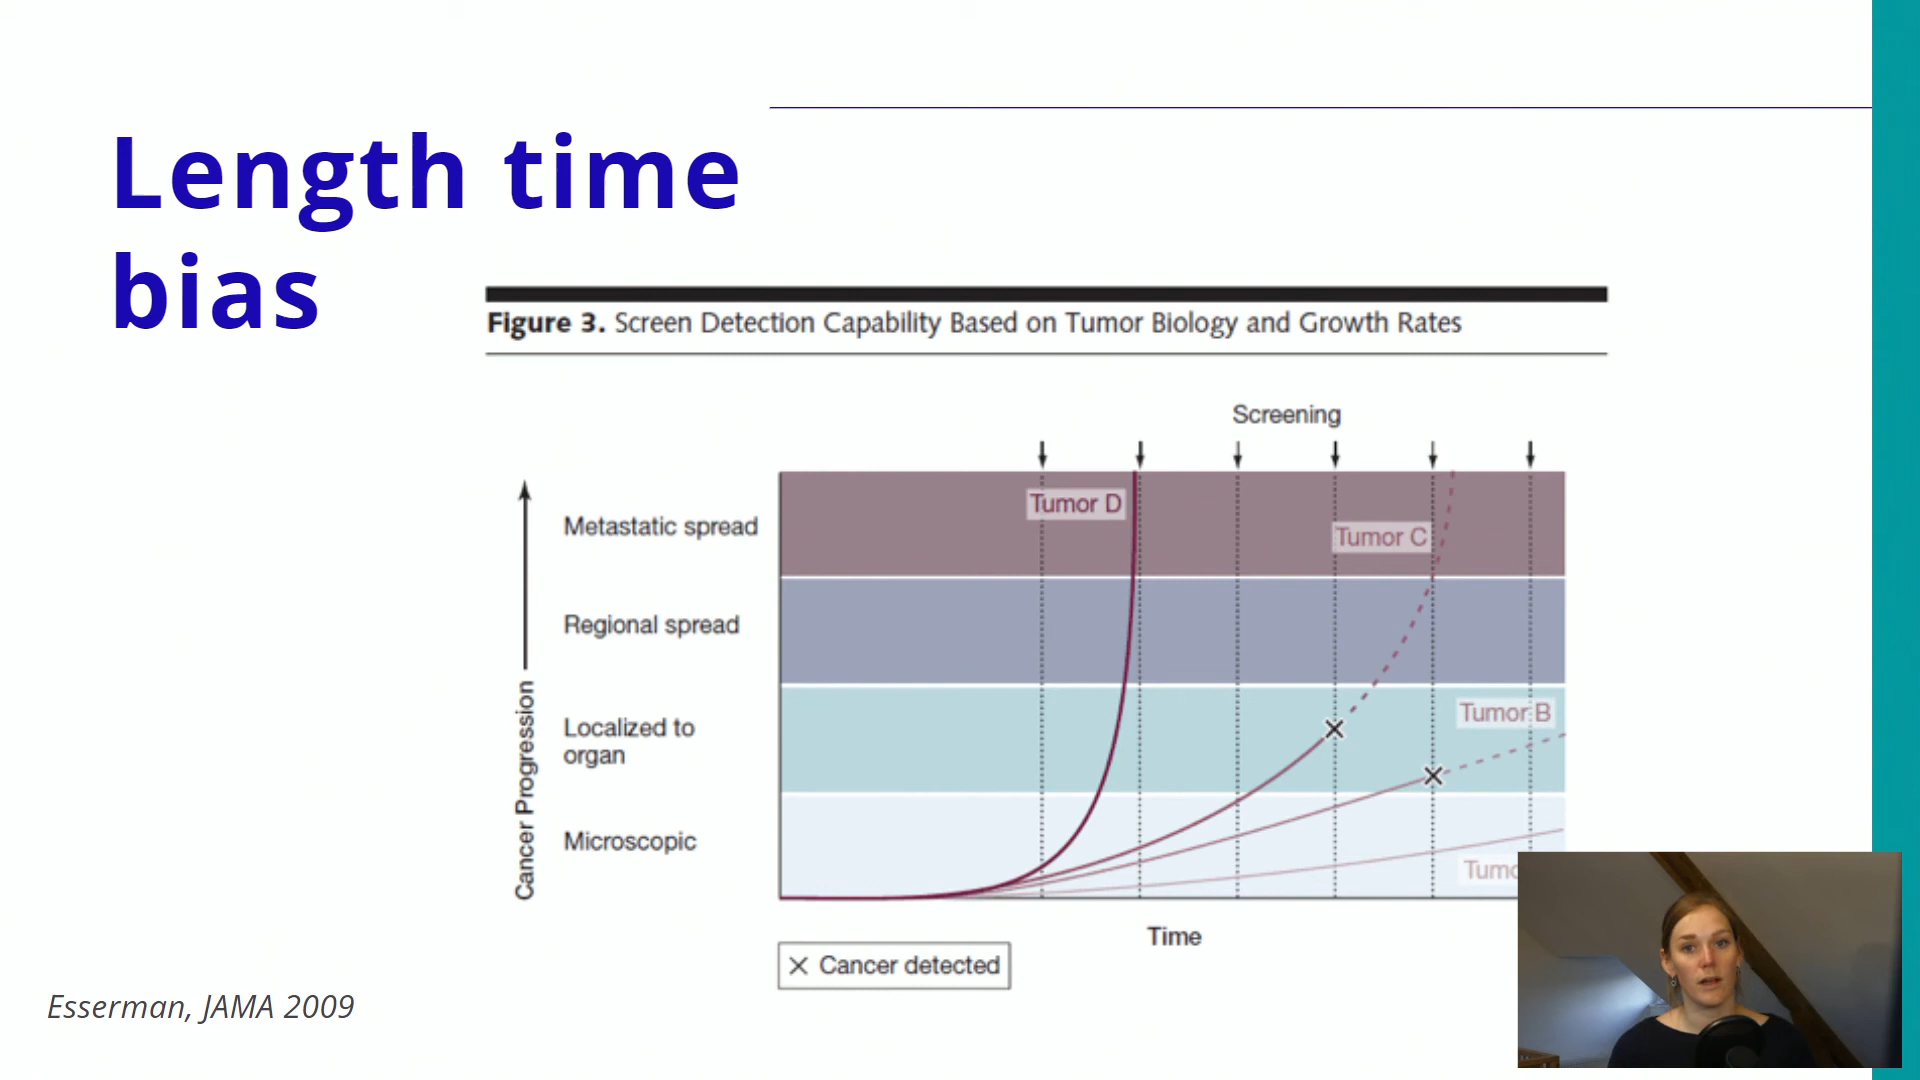 Length time
bias
Figure 3. Screen Detection Capability Based on Tumor Biology and Growth Rates
Screening
Tumor D
Metastatic spread
Tumor C
Regional spread
Tumor B
Localized to
organ
Microscopic
Cancer Progression
Time
× Cancer detected
Esserman, JAMA 2009